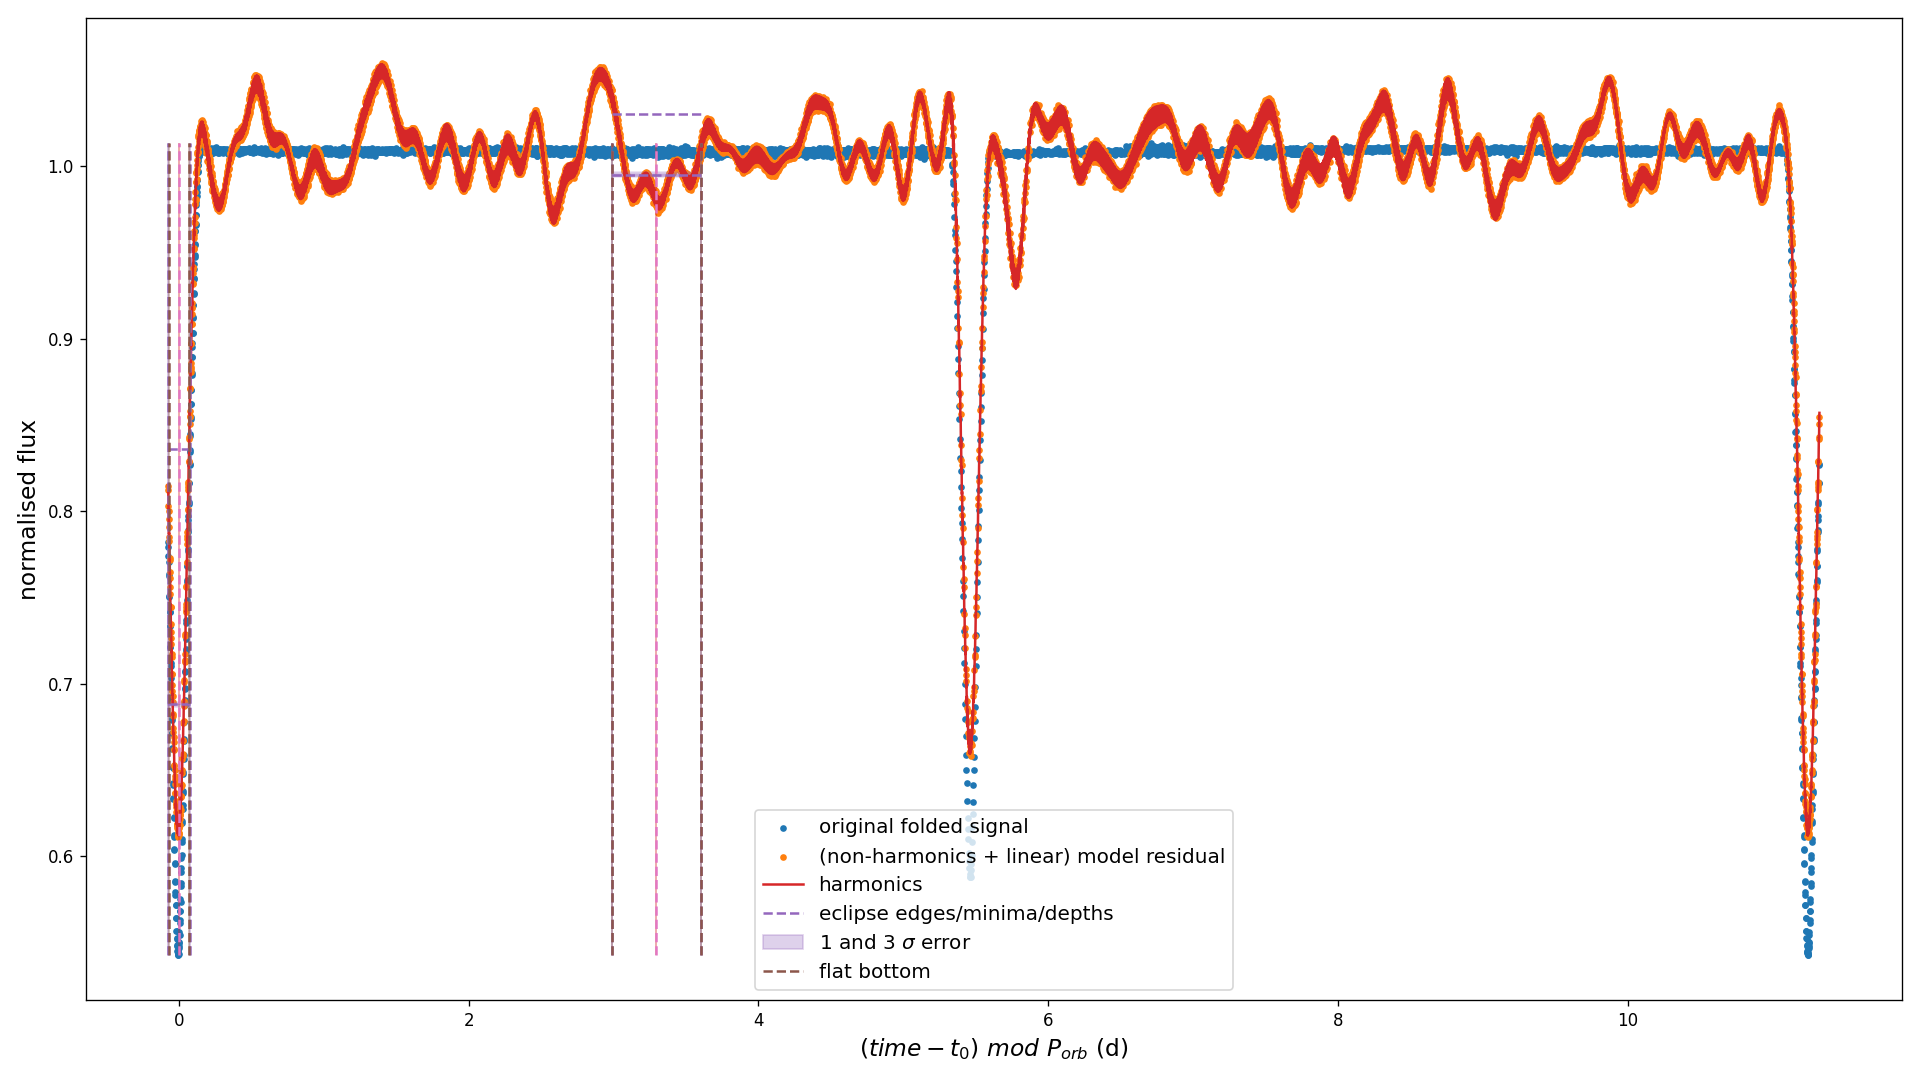 normalised flux
1.0
0.9
0.8
0.7
0.6
original folded signal
(non-harmonics + linear) model residual
harmonics
eclipse edges/minima/depths
1 and 3 σ error
flat bottom
0 2 4 6 8 10
(time − t₀) mod Pₒᵣb (d)